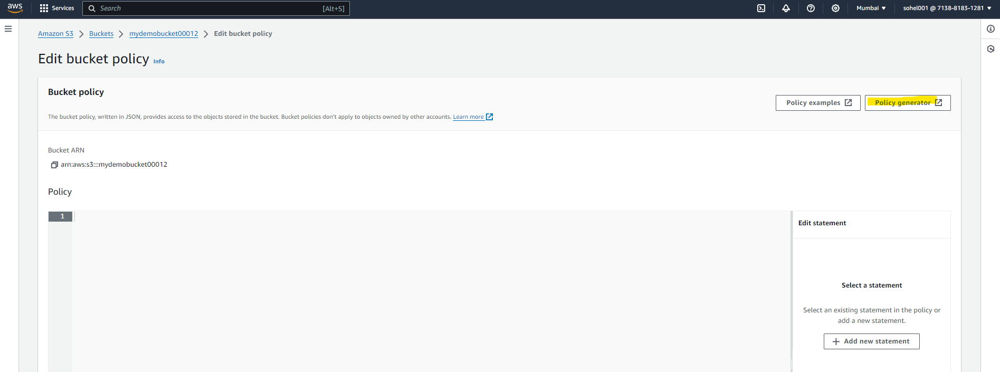 aws Services Search [Alt+S] Mumbai sohel001 @ 7138-8183-1281
Amazon S3 Buckets mydemobucket00012 Edit bucket policy
Edit bucket policy Info
Bucket policy
Policy examples Policy generator
The bucket policy, written in JSON, provides access to the objects stored in the bucket. Bucket policies don't apply to objects owned by other accounts. Learn more
Bucket ARN
arn:aws:s3:::mydemobucket00012
Policy
1
Edit statement
Select a statement
Select an existing statement in the policy or
add a new statement.
Add new statement